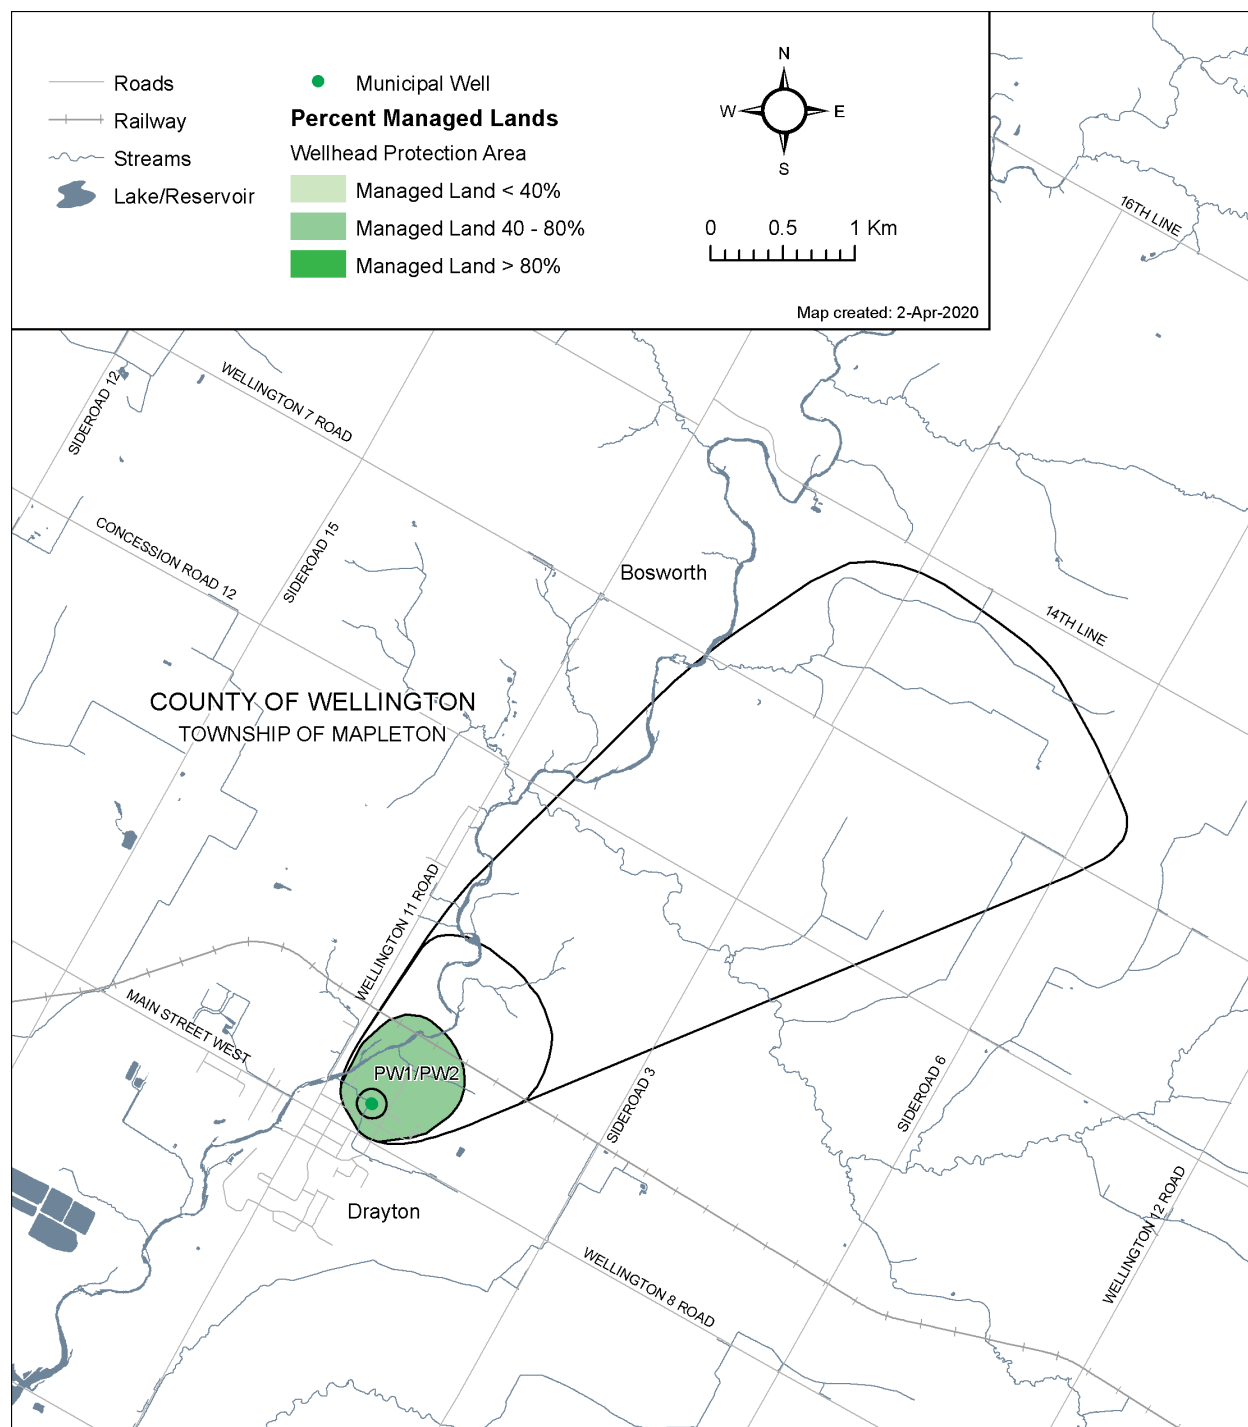 Roads
Railway
Streams
Lake/Reservoir
Municipal Well
Percent Managed Lands
Wellhead Protection Area
Managed Land < 40%
Managed Land 40 - 80%
Managed Land > 80%
N
W
E
S
0 0.5 1 Km
Map created: 2-Apr-2020
16TH LINE
SIDEROAD 12
WELLINGTON 7 ROAD
CONCESSION ROAD 12
SIDEROAD 15
Bosworth
14TH LINE
COUNTY OF WELLINGTON
TOWNSHIP OF MAPLETON
WELLINGTON 11 ROAD
MAIN STREET WEST
PW1/PW2
SIDEROAD 3
SIDEROAD 6
Drayton
WELLINGTON 8 ROAD
WELLINGTON 12 ROAD